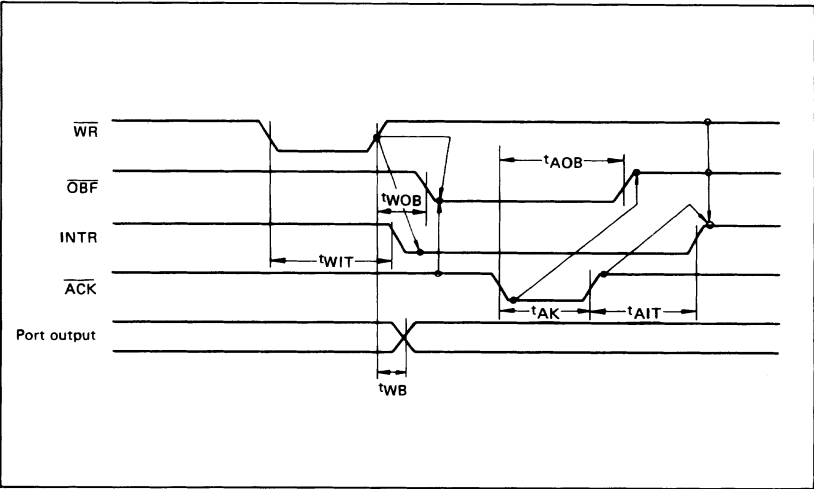 WR
tAOB
OBF
tWOB
INTR
tWIT
ACK
tAK
tAIT
Port output
tWB